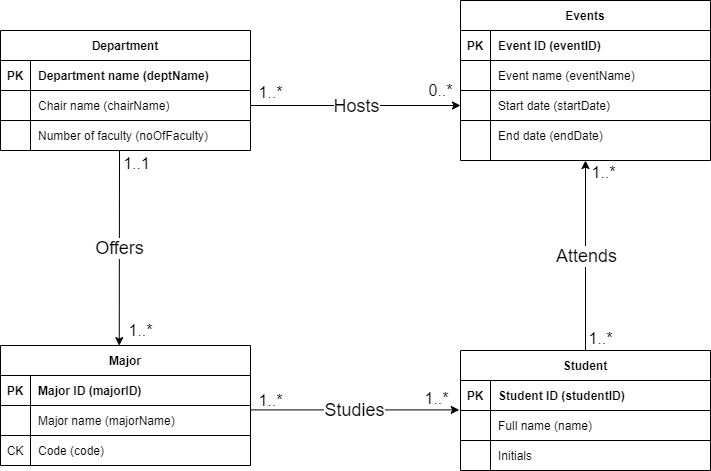 Department
PK Department name (deptName)
Chair name (chairName)
Number of faculty (noOfFaculty)
1..*
Hosts
0..*
Events
PK Event ID (eventID)
Event name (eventName)
Start date (startDate)
End date (endDate)
1..1
Offers
1..*
1..*
Attends
1..*
Major
PK Major ID (majorID)
Major name (majorName)
CK Code (code)
1..*
Studies
1..*
Student
PK Student ID (studentID)
Full name (name)
Initials